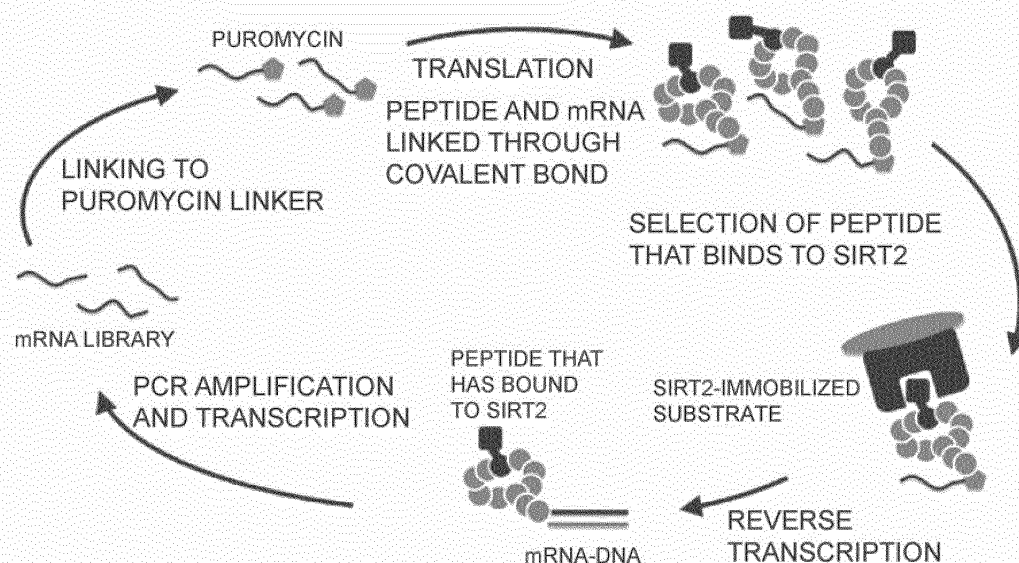 PUROMYCIN
TRANSLATION
PEPTIDE AND mRNA
LINKED THROUGH
COVALENT BOND
LINKING TO
PUROMYCIN LINKER
SELECTION OF PEPTIDE
THAT BINDS TO SIRT2
mRNA LIBRARY
PCR AMPLIFICATION
AND TRANSCRIPTION
PEPTIDE THAT
HAS BOUND
TO SIRT2
SIRT2-IMMOBILIZED
SUBSTRATE
mRNA-DNA
REVERSE
TRANSCRIPTION